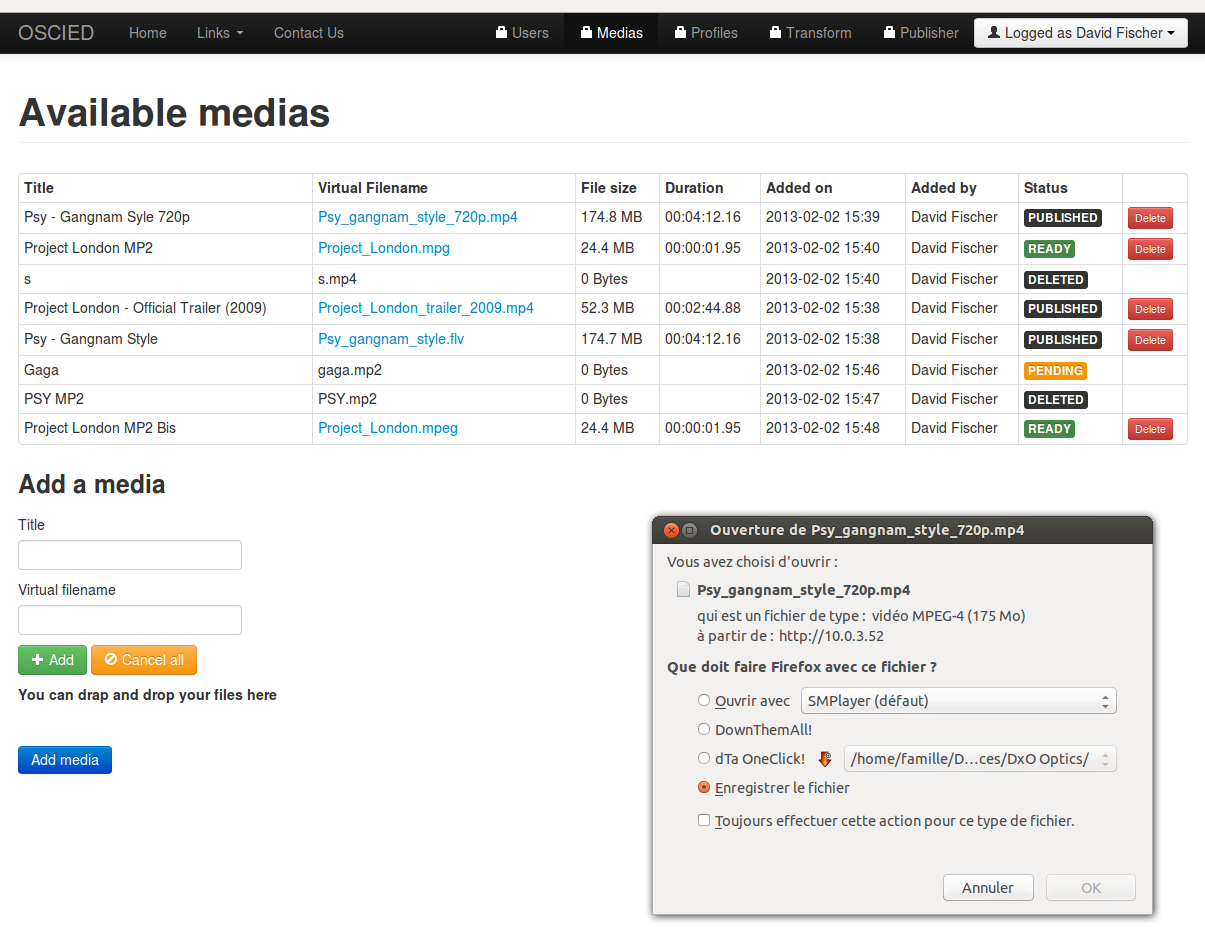 OSCIED Home Links Contact Us Users Medias Profiles Transform Publisher Logged as David Fischer
Available medias
Title Virtual Filename File size Duration Added on Added by Status
Psy - Gangnam Syle 720p Psy_gangnam_style_720p.mp4 174.8 MB 00:04:12.16 2013-02-02 15:39 David Fischer PUBLISHED Delete
Project London MP2 Project_London.mpg 24.4 MB 00:00:01.95 2013-02-02 15:40 David Fischer READY Delete
s s.mp4 0 Bytes 2013-02-02 15:40 David Fischer DELETED
Project London - Official Trailer (2009) Project_London_trailer_2009.mp4 52.3 MB 00:02:44.88 2013-02-02 15:38 David Fischer PUBLISHED Delete
Psy - Gangnam Style Psy_gangnam_style.flv 174.7 MB 00:04:12.16 2013-02-02 15:38 David Fischer PUBLISHED Delete
Gaga gaga.mp2 0 Bytes 2013-02-02 15:46 David Fischer PENDING
PSY MP2 PSY.mp2 0 Bytes 2013-02-02 15:47 David Fischer DELETED
Project London MP2 Bis Project_London.mpeg 24.4 MB 00:00:01.95 2013-02-02 15:48 David Fischer READY Delete
Add a media
Title
Virtual filename
Add Cancel all
You can drap and drop your files here
Add media
Ouverture de Psy_gangnam_style_720p.mp4
Vous avez choisi d'ouvrir :
Psy_gangnam_style_720p.mp4
qui est un fichier de type : vidéo MPEG-4 (175 Mo)
à partir de : http://10.0.3.52
Que doit faire Firefox avec ce fichier ?
Ouvrir avec SMPlayer (défaut)
DownThemAll!
dTa OneClick! /home/famille/D...ces/DxO Optics/
Enregistrer le fichier
Toujours effectuer cette action pour ce type de fichier.
Annuler OK